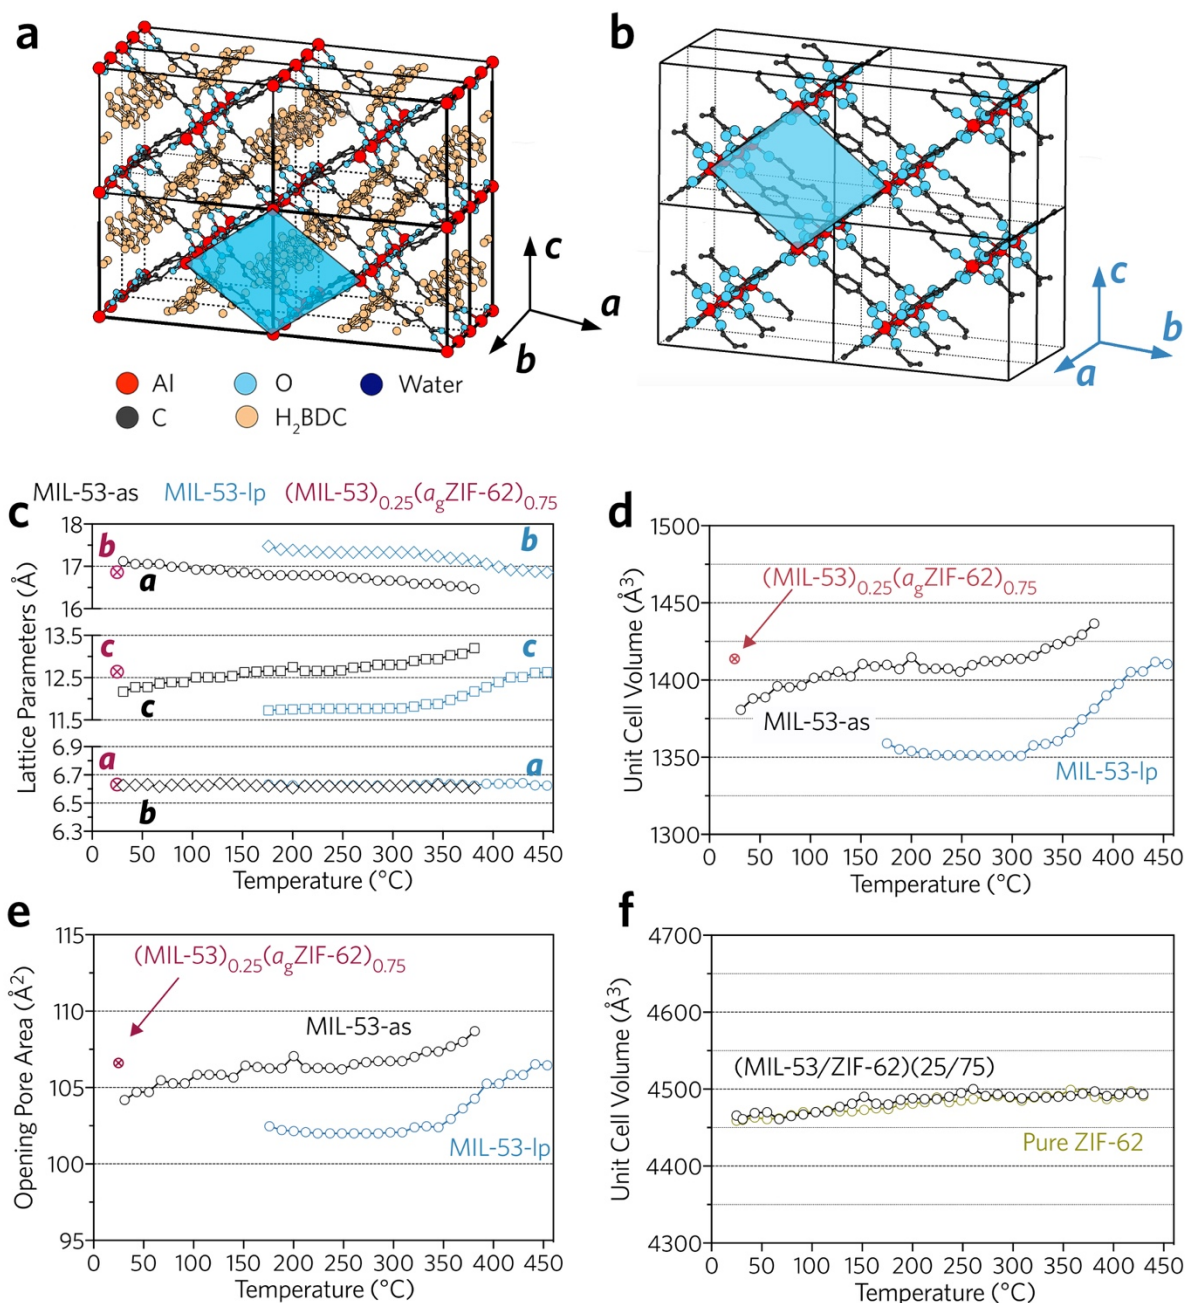 a
b
c
a
b
c
b
a
Al
O
Water
C
H₂BDC
MIL-53-as MIL-53-lp (MIL-53)₀.₂₅(a_gZIF-62)₀.₇₅
c
Lattice Parameters (Å)
18
17
16
13.5
12.5
11.5
6.9
6.7
6.5
6.3
b
a
b
c
c
c
a
b
a
0 50 100 150 200 250 300 350 400 450
Temperature (°C)
d
Unit Cell Volume (Å³)
1500
1450
1400
1350
1300
(MIL-53)₀.₂₅(a_gZIF-62)₀.₇₅
MIL-53-as
MIL-53-lp
0 50 100 150 200 250 300 350 400 450
Temperature (°C)
e
Opening Pore Area (Å²)
115
110
105
100
95
(MIL-53)₀.₂₅(a_gZIF-62)₀.₇₅
MIL-53-as
MIL-53-lp
0 50 100 150 200 250 300 350 400 450
Temperature (°C)
f
Unit Cell Volume (Å³)
4700
4600
4500
4400
4300
(MIL-53/ZIF-62)(25/75)
Pure ZIF-62
0 50 100 150 200 250 300 350 400 450
Temperature (°C)